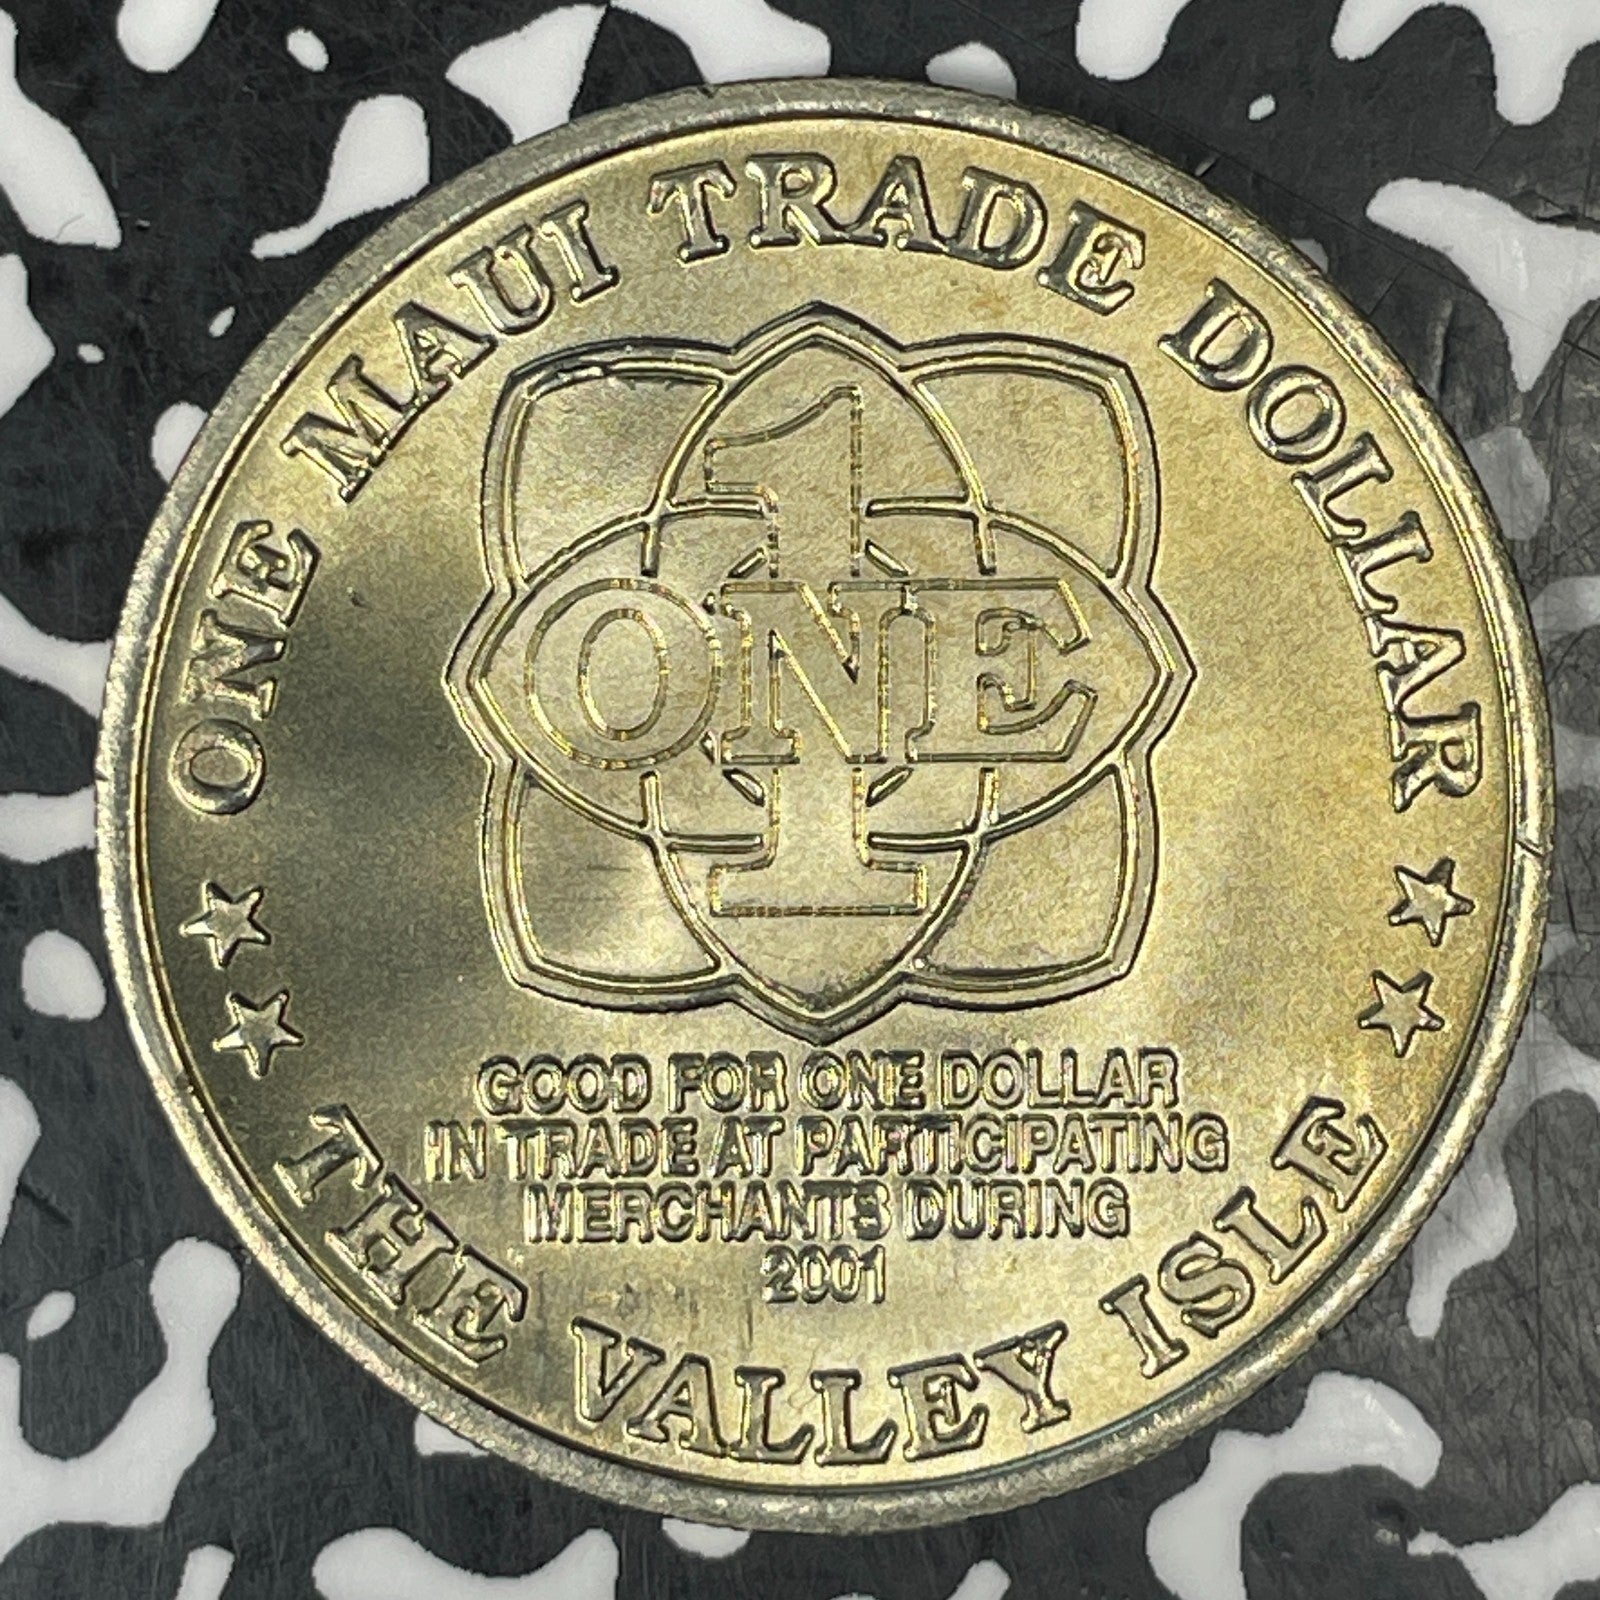 ONE MAUI TRADE DOLLAR
1
ONE
GOOD FOR ONE DOLLAR
IN TRADE AT PARTICIPATING
MERCHANTS DURING
2001
THE VALLEY ISLE